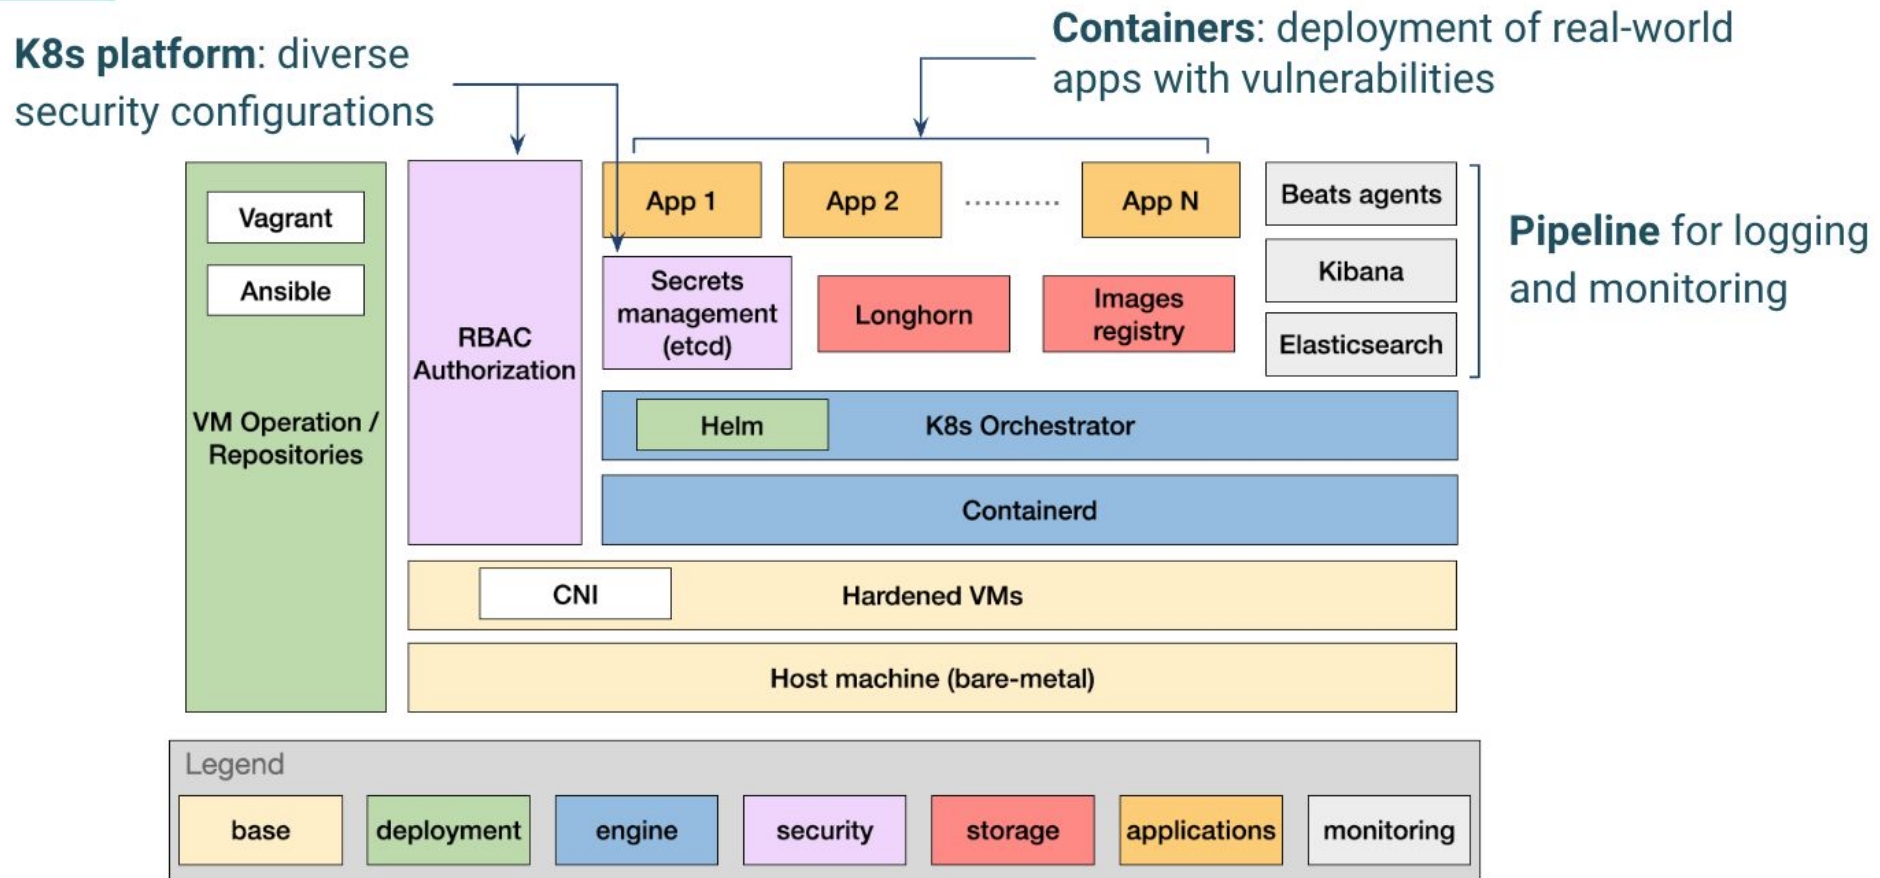 K8s platform: diverse
security configurations
Containers: deployment of real-world
apps with vulnerabilities
Vagrant
Ansible
VM Operation /
Repositories
RBAC
Authorization
App 1
App 2
..........
App N
Secrets
management
(etcd)
Longhorn
Images
registry
Beats agents
Kibana
Elasticsearch
Pipeline for logging
and monitoring
Helm
K8s Orchestrator
Containerd
CNI
Hardened VMs
Host machine (bare-metal)
Legend
base
deployment
engine
security
storage
applications
monitoring